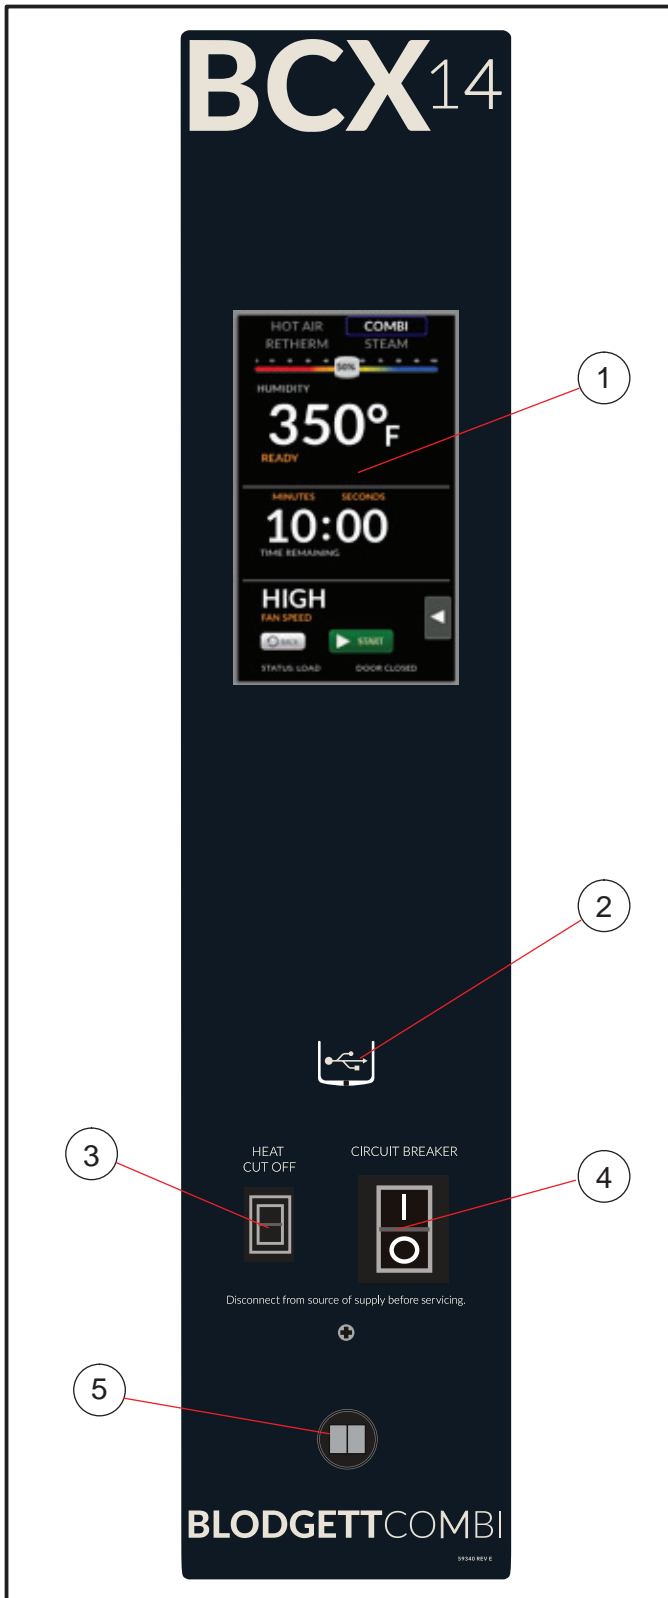 BCX14
HOT AIR COMBI
RETHERM STEAM
50%
HUMIDITY
350°F
READY
MINUTES SECONDS
10:00
TIME REMAINING
HIGH
FAN SPEED
BACK START
STATUS: LOAD DOOR CLOSED
1
2
HEAT
CUT OFF
CIRCUIT BREAKER
3
4
Disconnect from source of supply before servicing.
5
BLODGETTCOMBI
59340 REV E